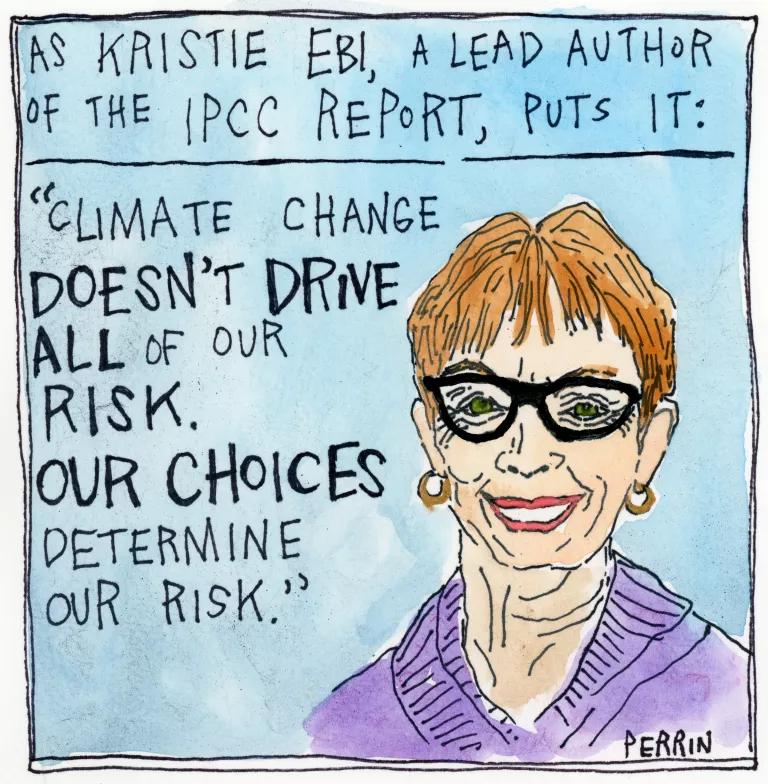 AS KRISTIE EBI, A LEAD AUTHOR
OF THE IPCC REPORT, PUTS IT:
“CLIMATE CHANGE
DOESN'T DRIVE
ALL OF OUR
RISK.
OUR CHOICES
DETERMINE
OUR RISK.”
PERRIN